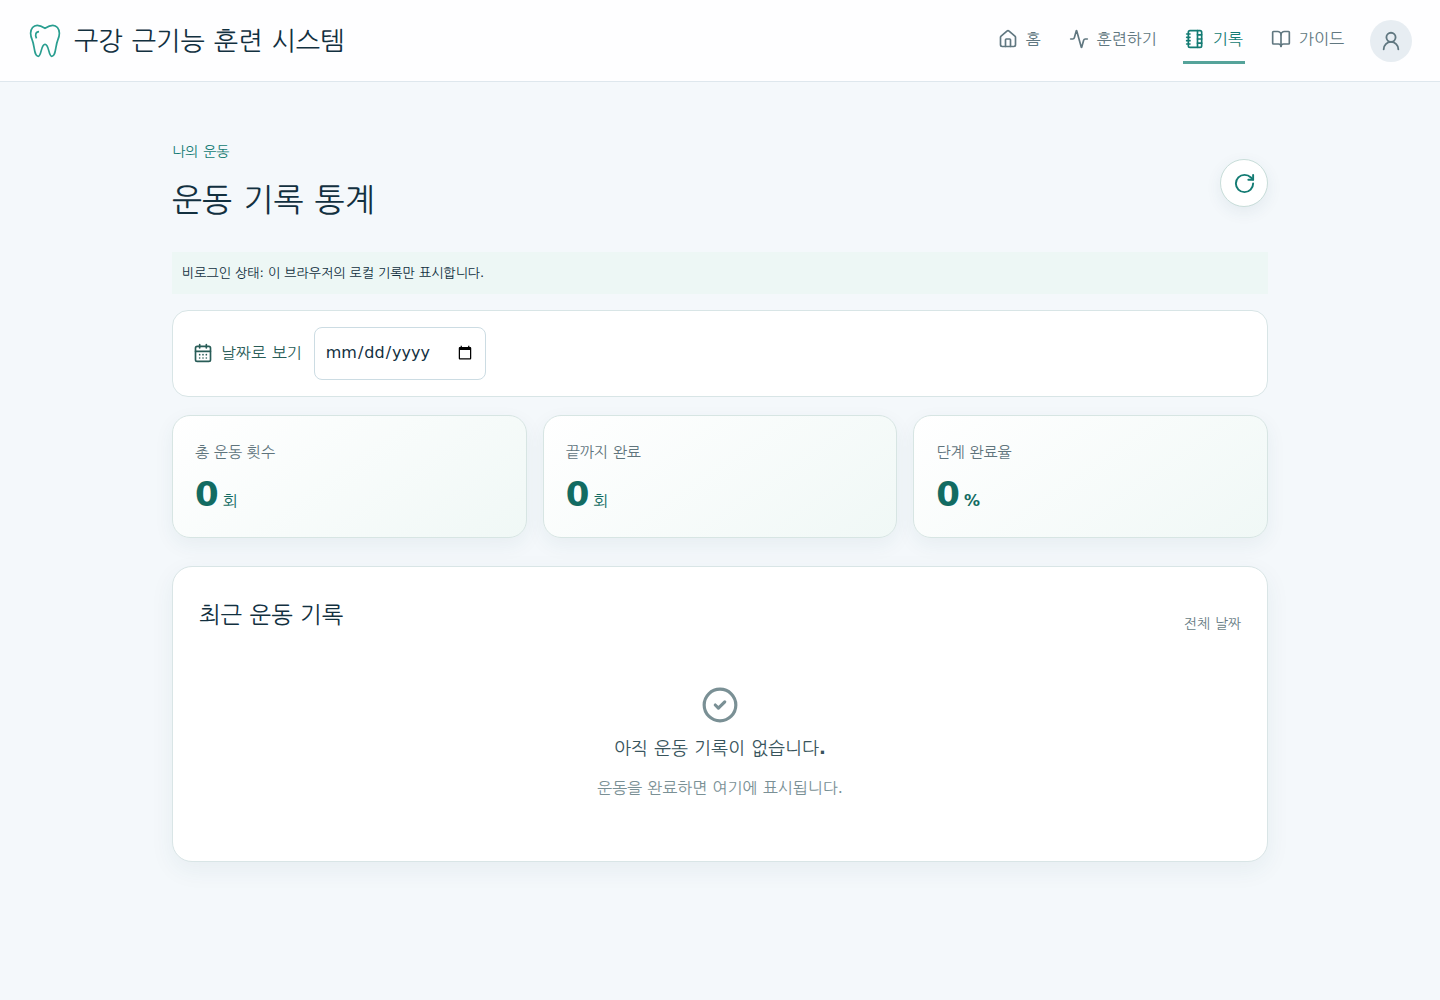 구강 근기능 훈련 시스템
홈
훈련하기
기록
가이드
나의 운동
운동 기록 통계
비로그인 상태: 이 브라우저의 로컬 기록만 표시합니다.
날짜로 보기
mm/dd/yyyy
총 운동 횟수
0 회
끝까지 완료
0 회
단계 완료율
0 %
최근 운동 기록
전체 날짜
아직 운동 기록이 없습니다.
운동을 완료하면 여기에 표시됩니다.